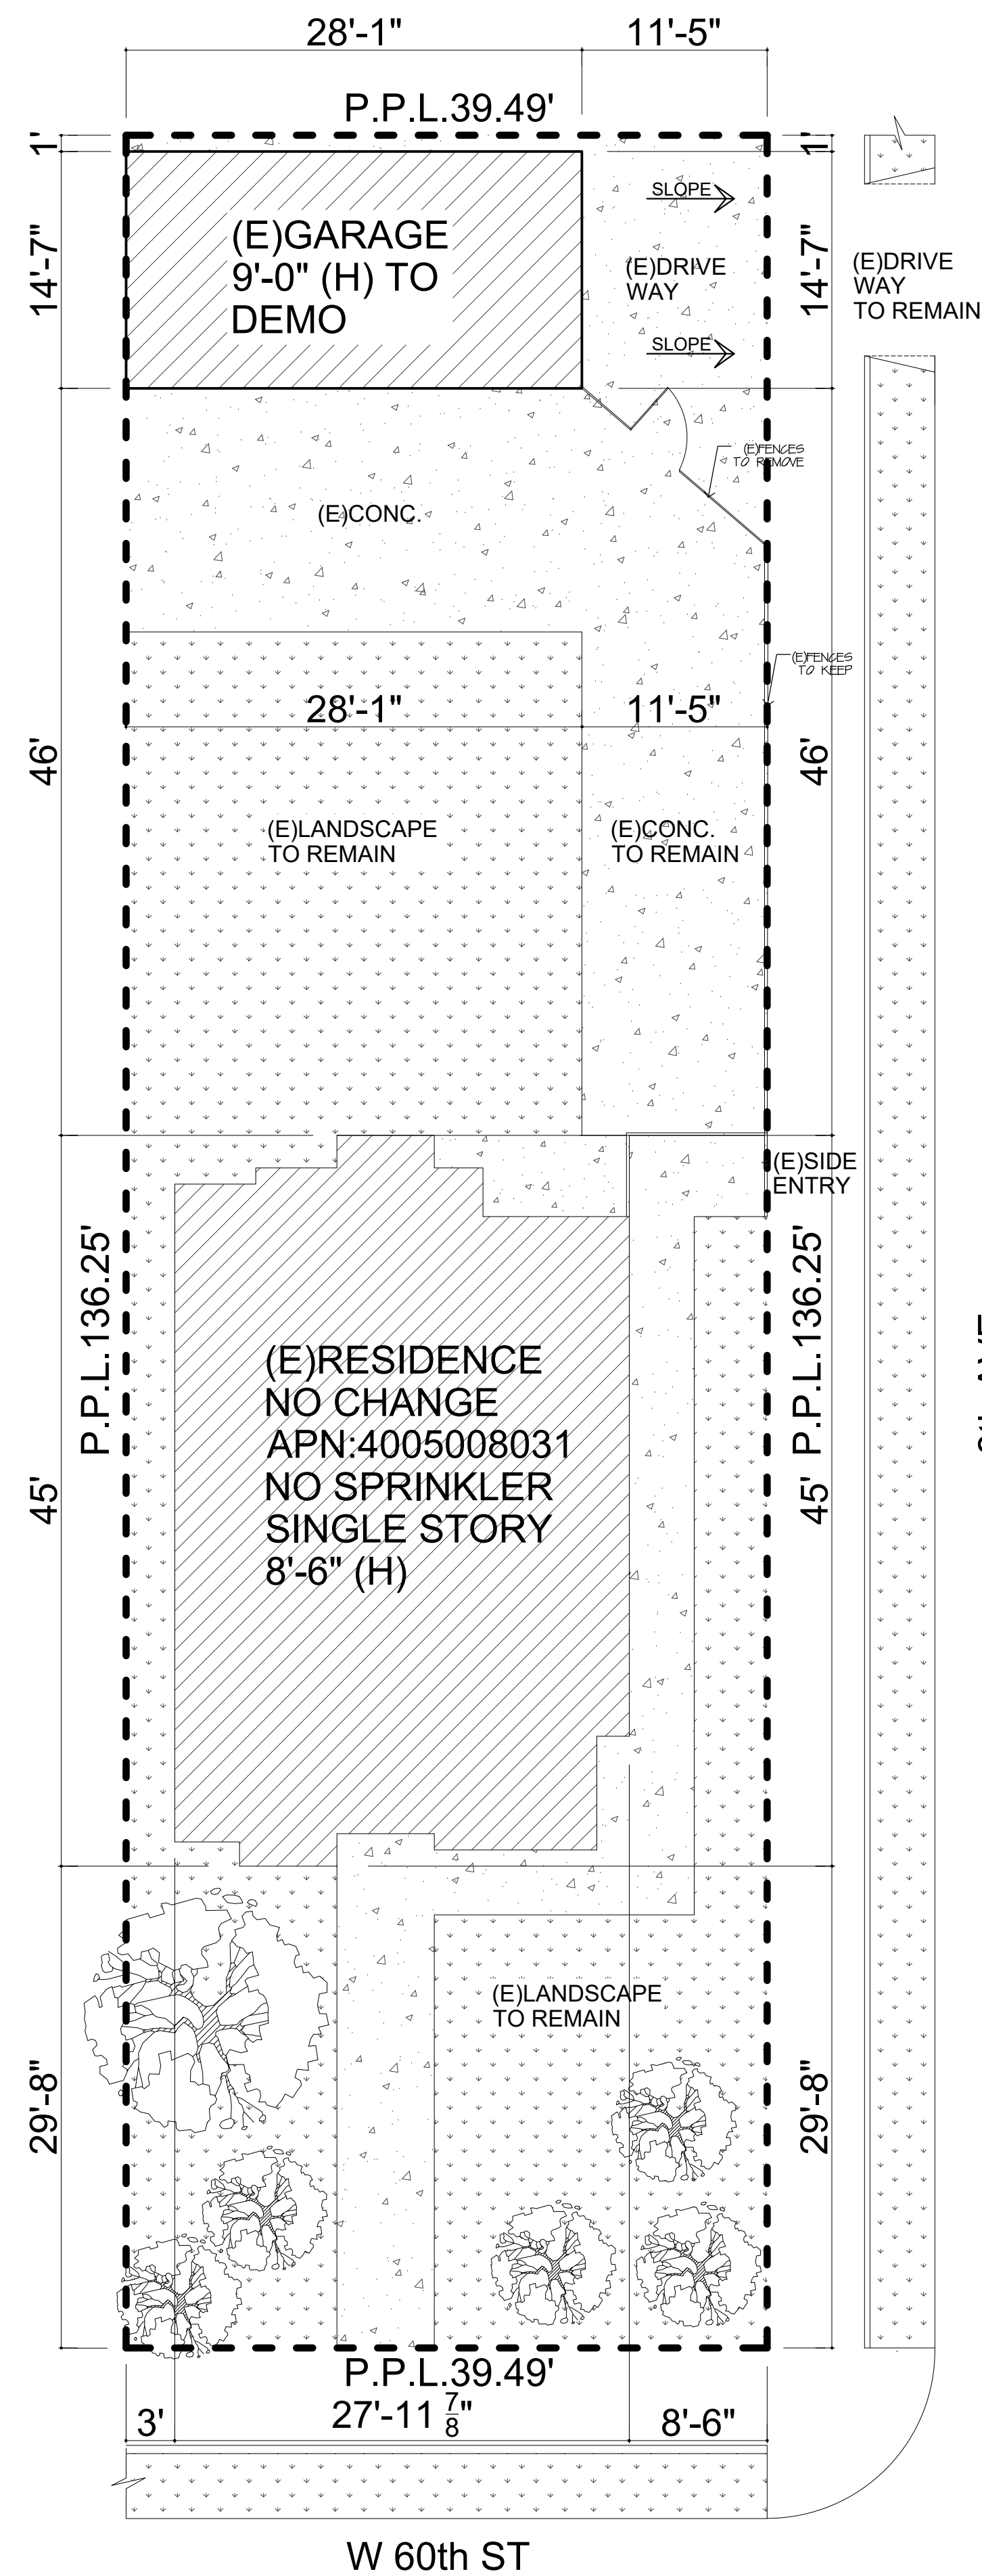 28'-1" 11'-5"
P.P.L.39.49'
1' 1'
SLOPE
14'-7" 14'-7"
(E)GARAGE
9'-0" (H) TO
DEMO
(E)DRIVE
WAY
(E)DRIVE
WAY
TO REMAIN
SLOPE
(E)FENCES
TO REMOVE
(E)CONC.
(E)FENCES
TO KEEP
28'-1" 11'-5"
46' 46'
(E)LANDSCAPE
TO REMAIN
(E)CONC.
TO REMAIN
(E)SIDE
ENTRY
P.P.L.136.25' P.P.L.136.25'
(E)RESIDENCE
NO CHANGE
APN:4005008031
NO SPRINKLER
SINGLE STORY
8'-6" (H)
45' 45'
(E)LANDSCAPE
TO REMAIN
29'-8" 29'-8"
P.P.L.39.49'
3' 27'-11 7/8" 8'-6"
W 60th ST